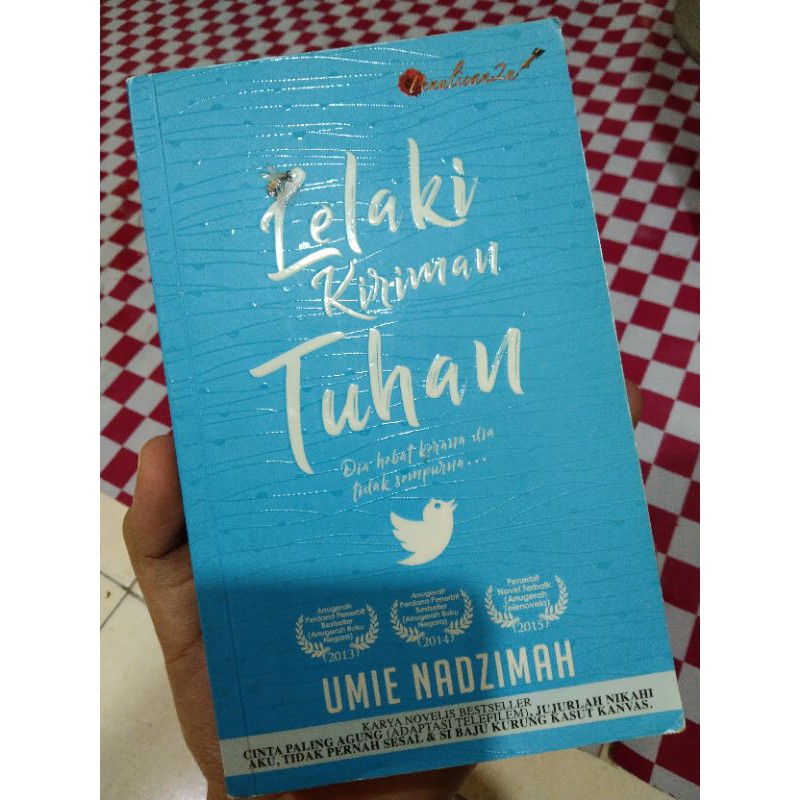 Penulisan2u
Lelaki
Kiriman
Tuhan
Dia hebat kerana dia
tidak sempurna...
Anugerah
Perdana Penerbit
Bestseller
(Anugerah Buku
Negara)
(2013)
Anugerah
Perdana Penerbit
Bestseller
(Anugerah Buku
Negara)
(2014)
Penerbit
Novel Terbaik
(Anugerah
Telenovela)
(2015)
UMIE NADZIMAH
KARYA NOVELIS BESTSELLER
CINTA PALING AGUNG (ADAPTASI TELEFILEM), JUJURLAH NIKAHI
AKU, TIDAK PERNAH SESAL & SI BAJU KURUNG KASUT KANVAS.